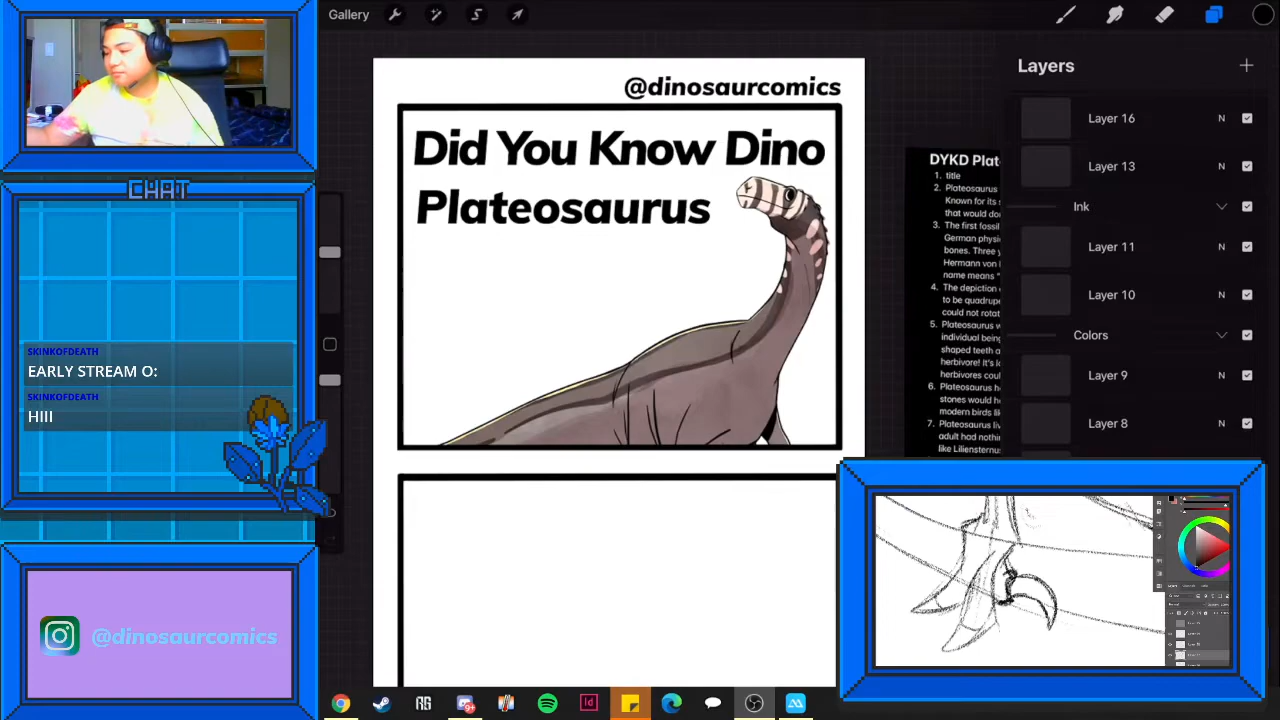 Gallery
@dinosaurcomics
Did You Know Dino
Plateosaurus
CHAT
SKINKOFDEATH
EARLY STREAM O:
SKINKOFDEATH
HIII
@dinosaurcomics
DYKD Plat
1. title
2. Plateosaurus
Known for its s
that would do
3. The first fossil
German physi
bones. Three y
Hermann von
name means "
4. The depiction
to be quadrupe
could not rotat
5. Plateosaurus w
individual being
shaped teeth a
herbivore! It's l
herbivores coul
6. Plateosaurus h
stones would h
modern birds li
7. Plateosaurus liv
adult had nothi
like Liliensternus
Layers
Layer 16 N
Layer 13 N
Ink
Layer 11 N
Layer 10 N
Colors
Layer 9 N
Layer 8 N